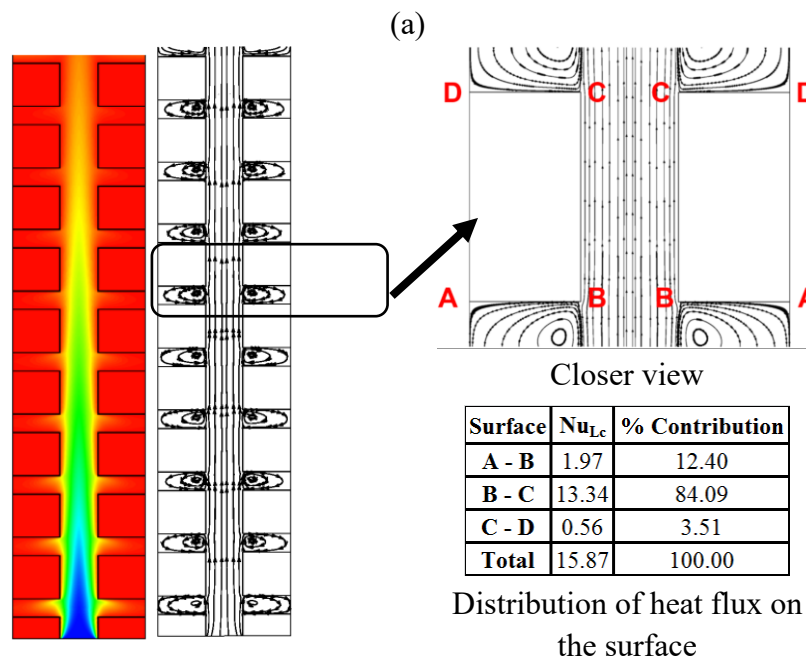 (a)
D C C D
A B B A
Closer view
Surface Nu_Lc % Contribution
A - B 1.97 12.40
B - C 13.34 84.09
C - D 0.56 3.51
Total 15.87 100.00
Distribution of heat flux on
the surface